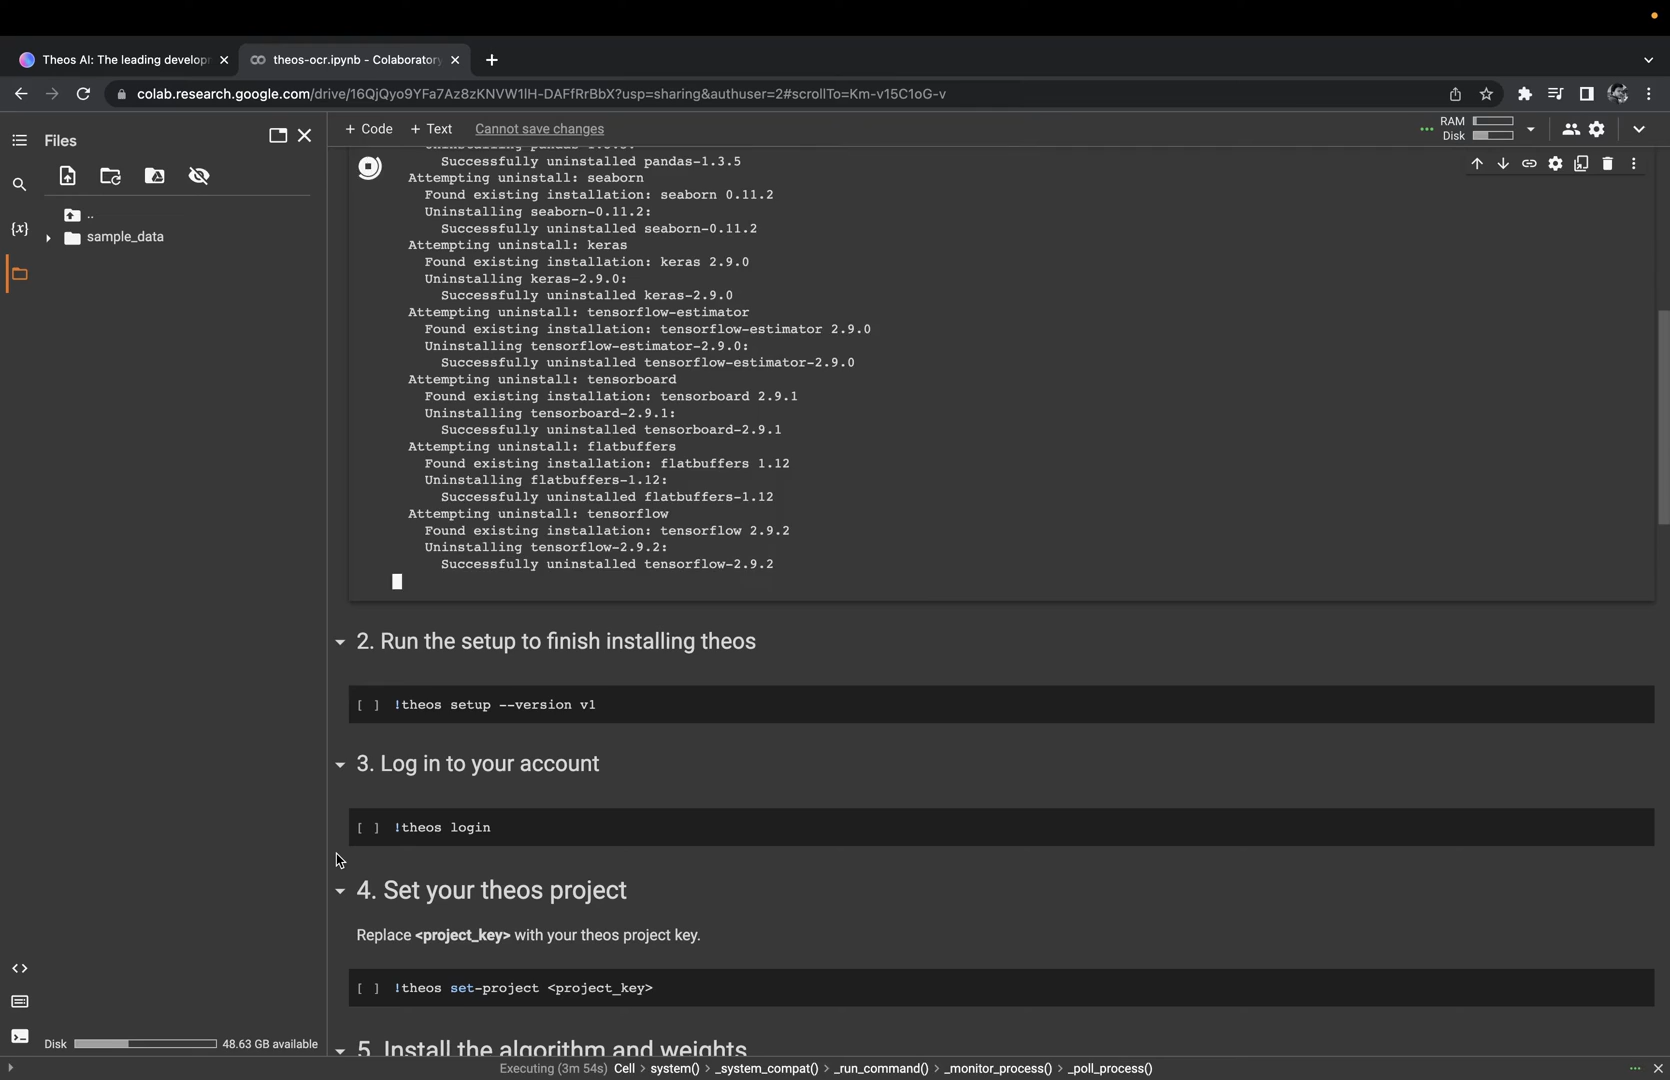 Theos AI: The leading develop
theos-ocr.ipynb - Colaboratory
colab.research.google.com/drive/16QjQyo9YFa7Az8zKNVW1lH-DAFfRrBbX?usp=sharing&authuser=2#scrollTo=Km-v15C1oG-v
Files
+ Code + Text Cannot save changes
RAM
Disk
{x}
..
sample_data
Uninstalling pandas-1.3.5:
Successfully uninstalled pandas-1.3.5
Attempting uninstall: seaborn
Found existing installation: seaborn 0.11.2
Uninstalling seaborn-0.11.2:
Successfully uninstalled seaborn-0.11.2
Attempting uninstall: keras
Found existing installation: keras 2.9.0
Uninstalling keras-2.9.0:
Successfully uninstalled keras-2.9.0
Attempting uninstall: tensorflow-estimator
Found existing installation: tensorflow-estimator 2.9.0
Uninstalling tensorflow-estimator-2.9.0:
Successfully uninstalled tensorflow-estimator-2.9.0
Attempting uninstall: tensorboard
Found existing installation: tensorboard 2.9.1
Uninstalling tensorboard-2.9.1:
Successfully uninstalled tensorboard-2.9.1
Attempting uninstall: flatbuffers
Found existing installation: flatbuffers 1.12
Uninstalling flatbuffers-1.12:
Successfully uninstalled flatbuffers-1.12
Attempting uninstall: tensorflow
Found existing installation: tensorflow 2.9.2
Uninstalling tensorflow-2.9.2:
Successfully uninstalled tensorflow-2.9.2
2. Run the setup to finish installing theos
[ ] !theos setup --version v1
3. Log in to your account
[ ] !theos login
4. Set your theos project
Replace <project_key> with your theos project key.
[ ] !theos set-project <project_key>
5. Install the algorithm and weights
Disk 48.63 GB available
Executing (3m 54s) Cell > system() > _system_compat() > _run_command() > _monitor_process() > _poll_process()